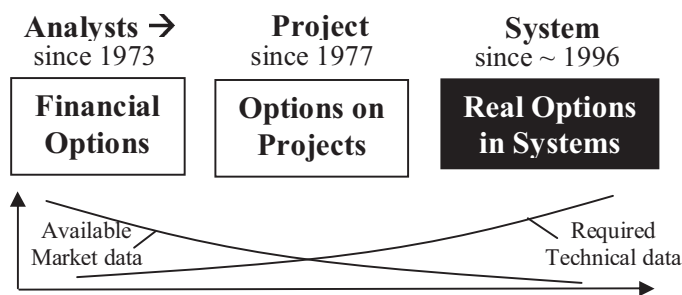 Analysts → Project System
since 1973 since 1977 since ~ 1996
Financial Options on Real Options
Options Projects in Systems
Available Required
Market data Technical data